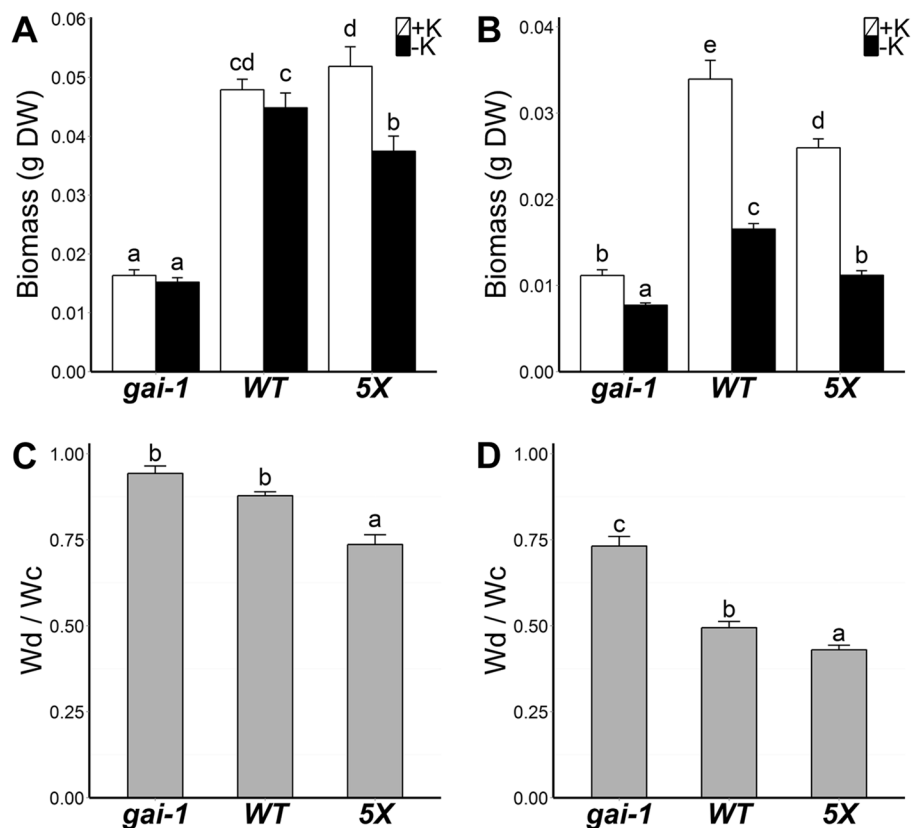 A
+K
-K
Biomass (g DW)
0.06
0.05
0.04
0.03
0.02
0.01
0.00
a
a
cd
c
d
b
gai-1 WT 5X
B
+K
-K
Biomass (g DW)
0.04
0.03
0.02
0.01
0.00
b
a
e
c
d
b
gai-1 WT 5X
C
Wd / Wc
1.00
0.75
0.50
0.25
0.00
b
b
a
gai-1 WT 5X
D
Wd / Wc
1.00
0.75
0.50
0.25
0.00
c
b
a
gai-1 WT 5X